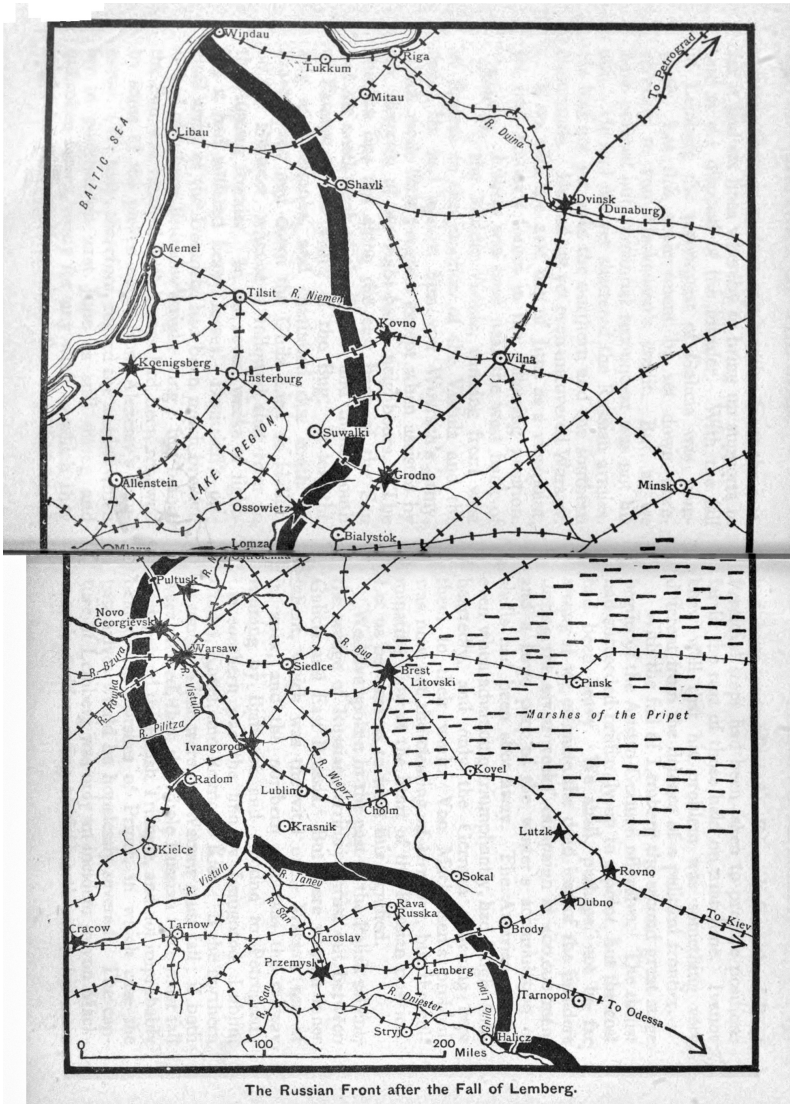 Windau
Riga
Tukkum
To Petrograd
Mitau
BALTIC SEA
Libau
R. Duina
Shavli
Dvinsk
(Dunaburg)
Memel
Tilsit
R. Niemen
Kovno
Koenigsberg
Insterburg
Vilna
LAKE REGION
Suwalki
Allenstein
Grodno
Minsk
Ossowietz
Bialystok
Lomza
Mlawa
Ostrolenka
Pultusk
Novo
Georgievsk
R. Bug
R. Bzura
Warsaw
Siedlce
Brest
Litovski
Pinsk
R. Rawka
R. Vistula
Marshes of the Pripet
R. Pilitza
Ivangorod
R. Wieprz
Kovel
Radom
Lublin
Cholm
Krasnik
Lutzk
Kielce
R. Vistula
R. Taneu
Sokal
Rovno
Dubno
R. San
Rava
Russka
To Kiev
Cracow
Tarnow
Jaroslav
Brody
Przemysl
Lemberg
R. San
R. Dniester
Gnila Lipa
Tarnopol
To Odessa
Stryj
Halicz
0 100 200
Miles
The Russian Front after the Fall of Lemberg.